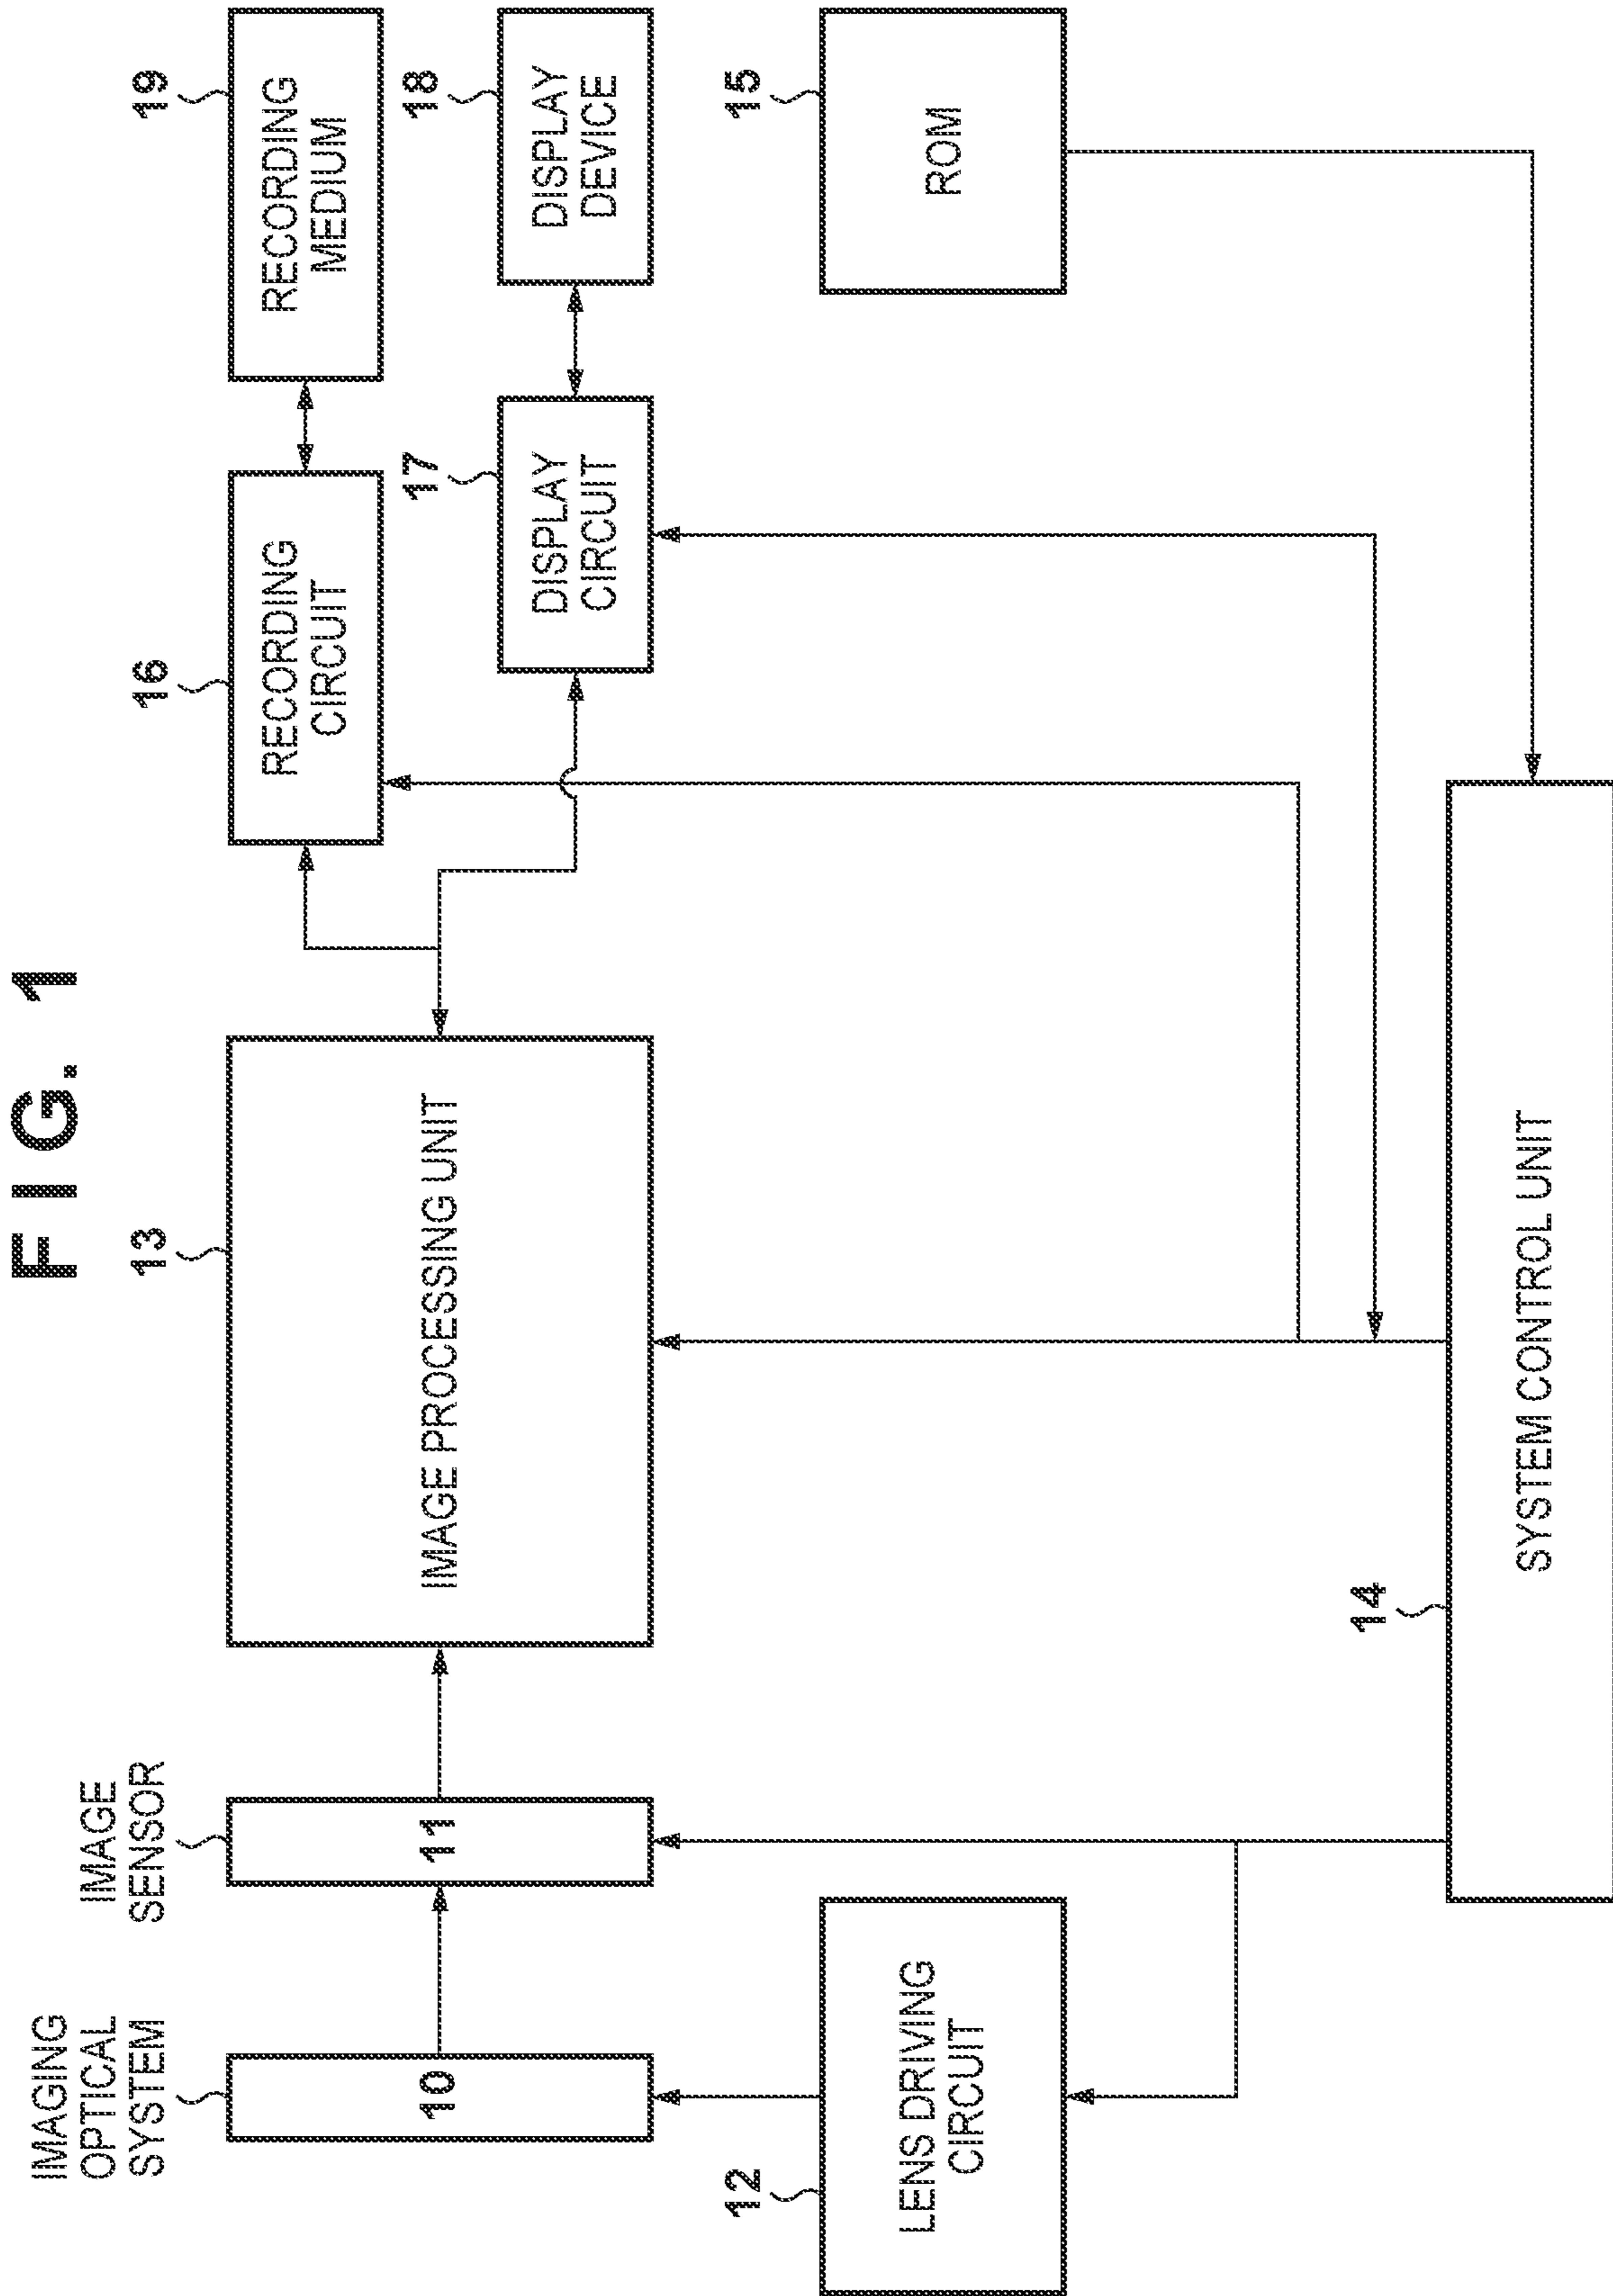 FIG. 1
IMAGING
OPTICAL
SYSTEM
10
IMAGE
SENSOR
11
13
IMAGE PROCESSING UNIT
16
RECORDING
CIRCUIT
19
RECORDING
MEDIUM
17
DISPLAY
CIRCUIT
18
DISPLAY
DEVICE
12
LENS DRIVING
CIRCUIT
15
ROM
14
SYSTEM CONTROL UNIT